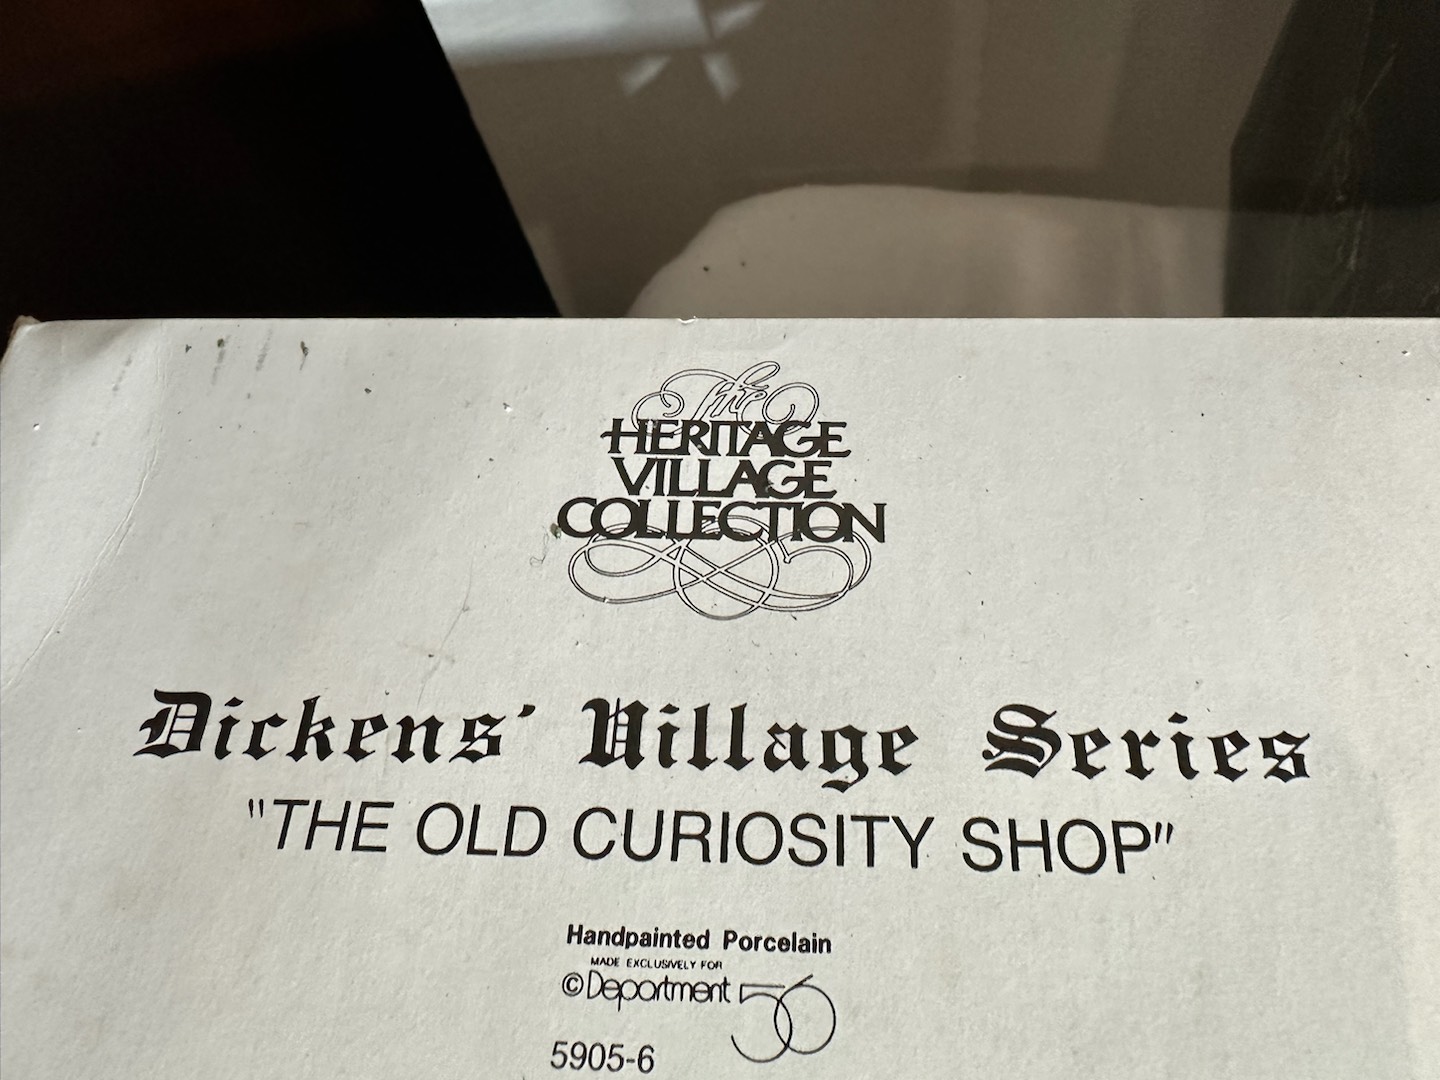 The
HERITAGE
VILLAGE
COLLECTION
Dickens' Village Series
"THE OLD CURIOSITY SHOP"
Handpainted Porcelain
MADE EXCLUSIVELY FOR
©Department 56
5905-6